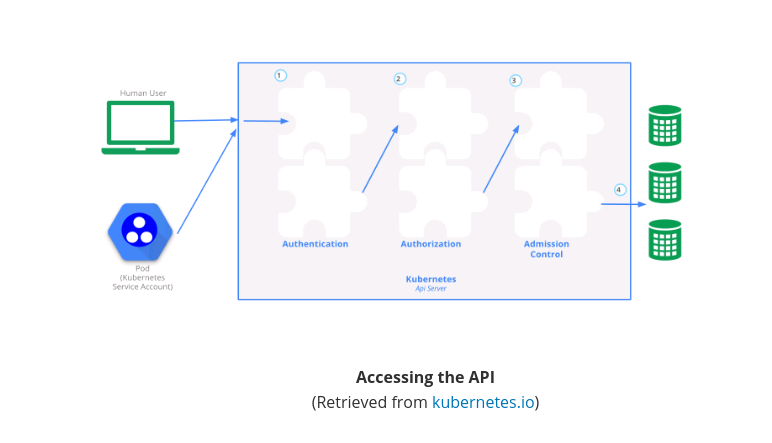 1
2
3
Human User
4
Pod
(Kubernetes
Service Account)
Authentication
Authorization
Admission
Control
Kubernetes
Api Server
Accessing the API
(Retrieved from kubernetes.io)